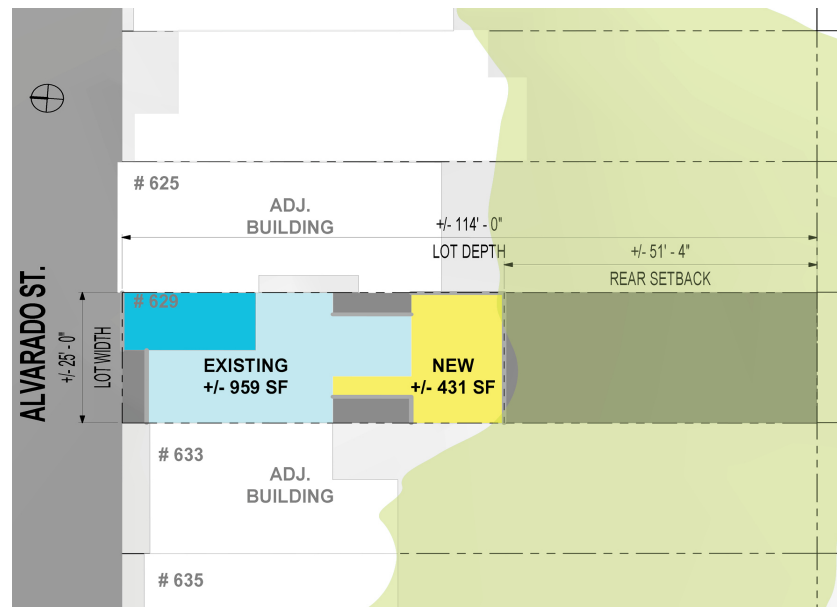 # 625
ADJ.
BUILDING
+/- 114' - 0"
LOT DEPTH
+/- 51' - 4"
REAR SETBACK
# 629
ALVARADO ST.
+/- 25' - 0"
LOT WIDTH
EXISTING
+/- 959 SF
NEW
+/- 431 SF
# 633
ADJ.
BUILDING
# 635